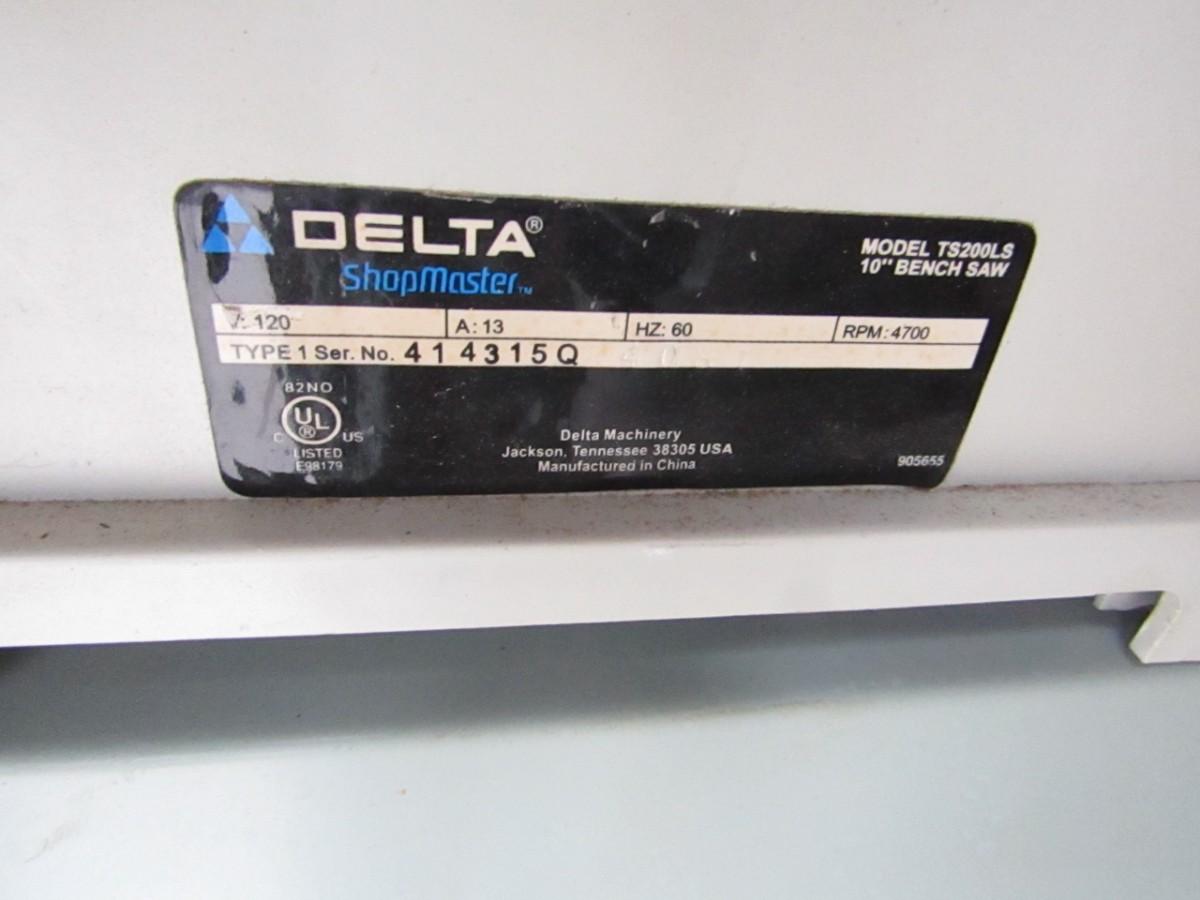 DELTA®
ShopMaster™
MODEL TS200LS
10" BENCH SAW
V: 120 A: 13 HZ: 60 RPM: 4700
TYPE 1 Ser. No. 414315Q
82NO
UL
®
C US
LISTED
E98179
Delta Machinery
Jackson, Tennessee 38305 USA
Manufactured in China
905655